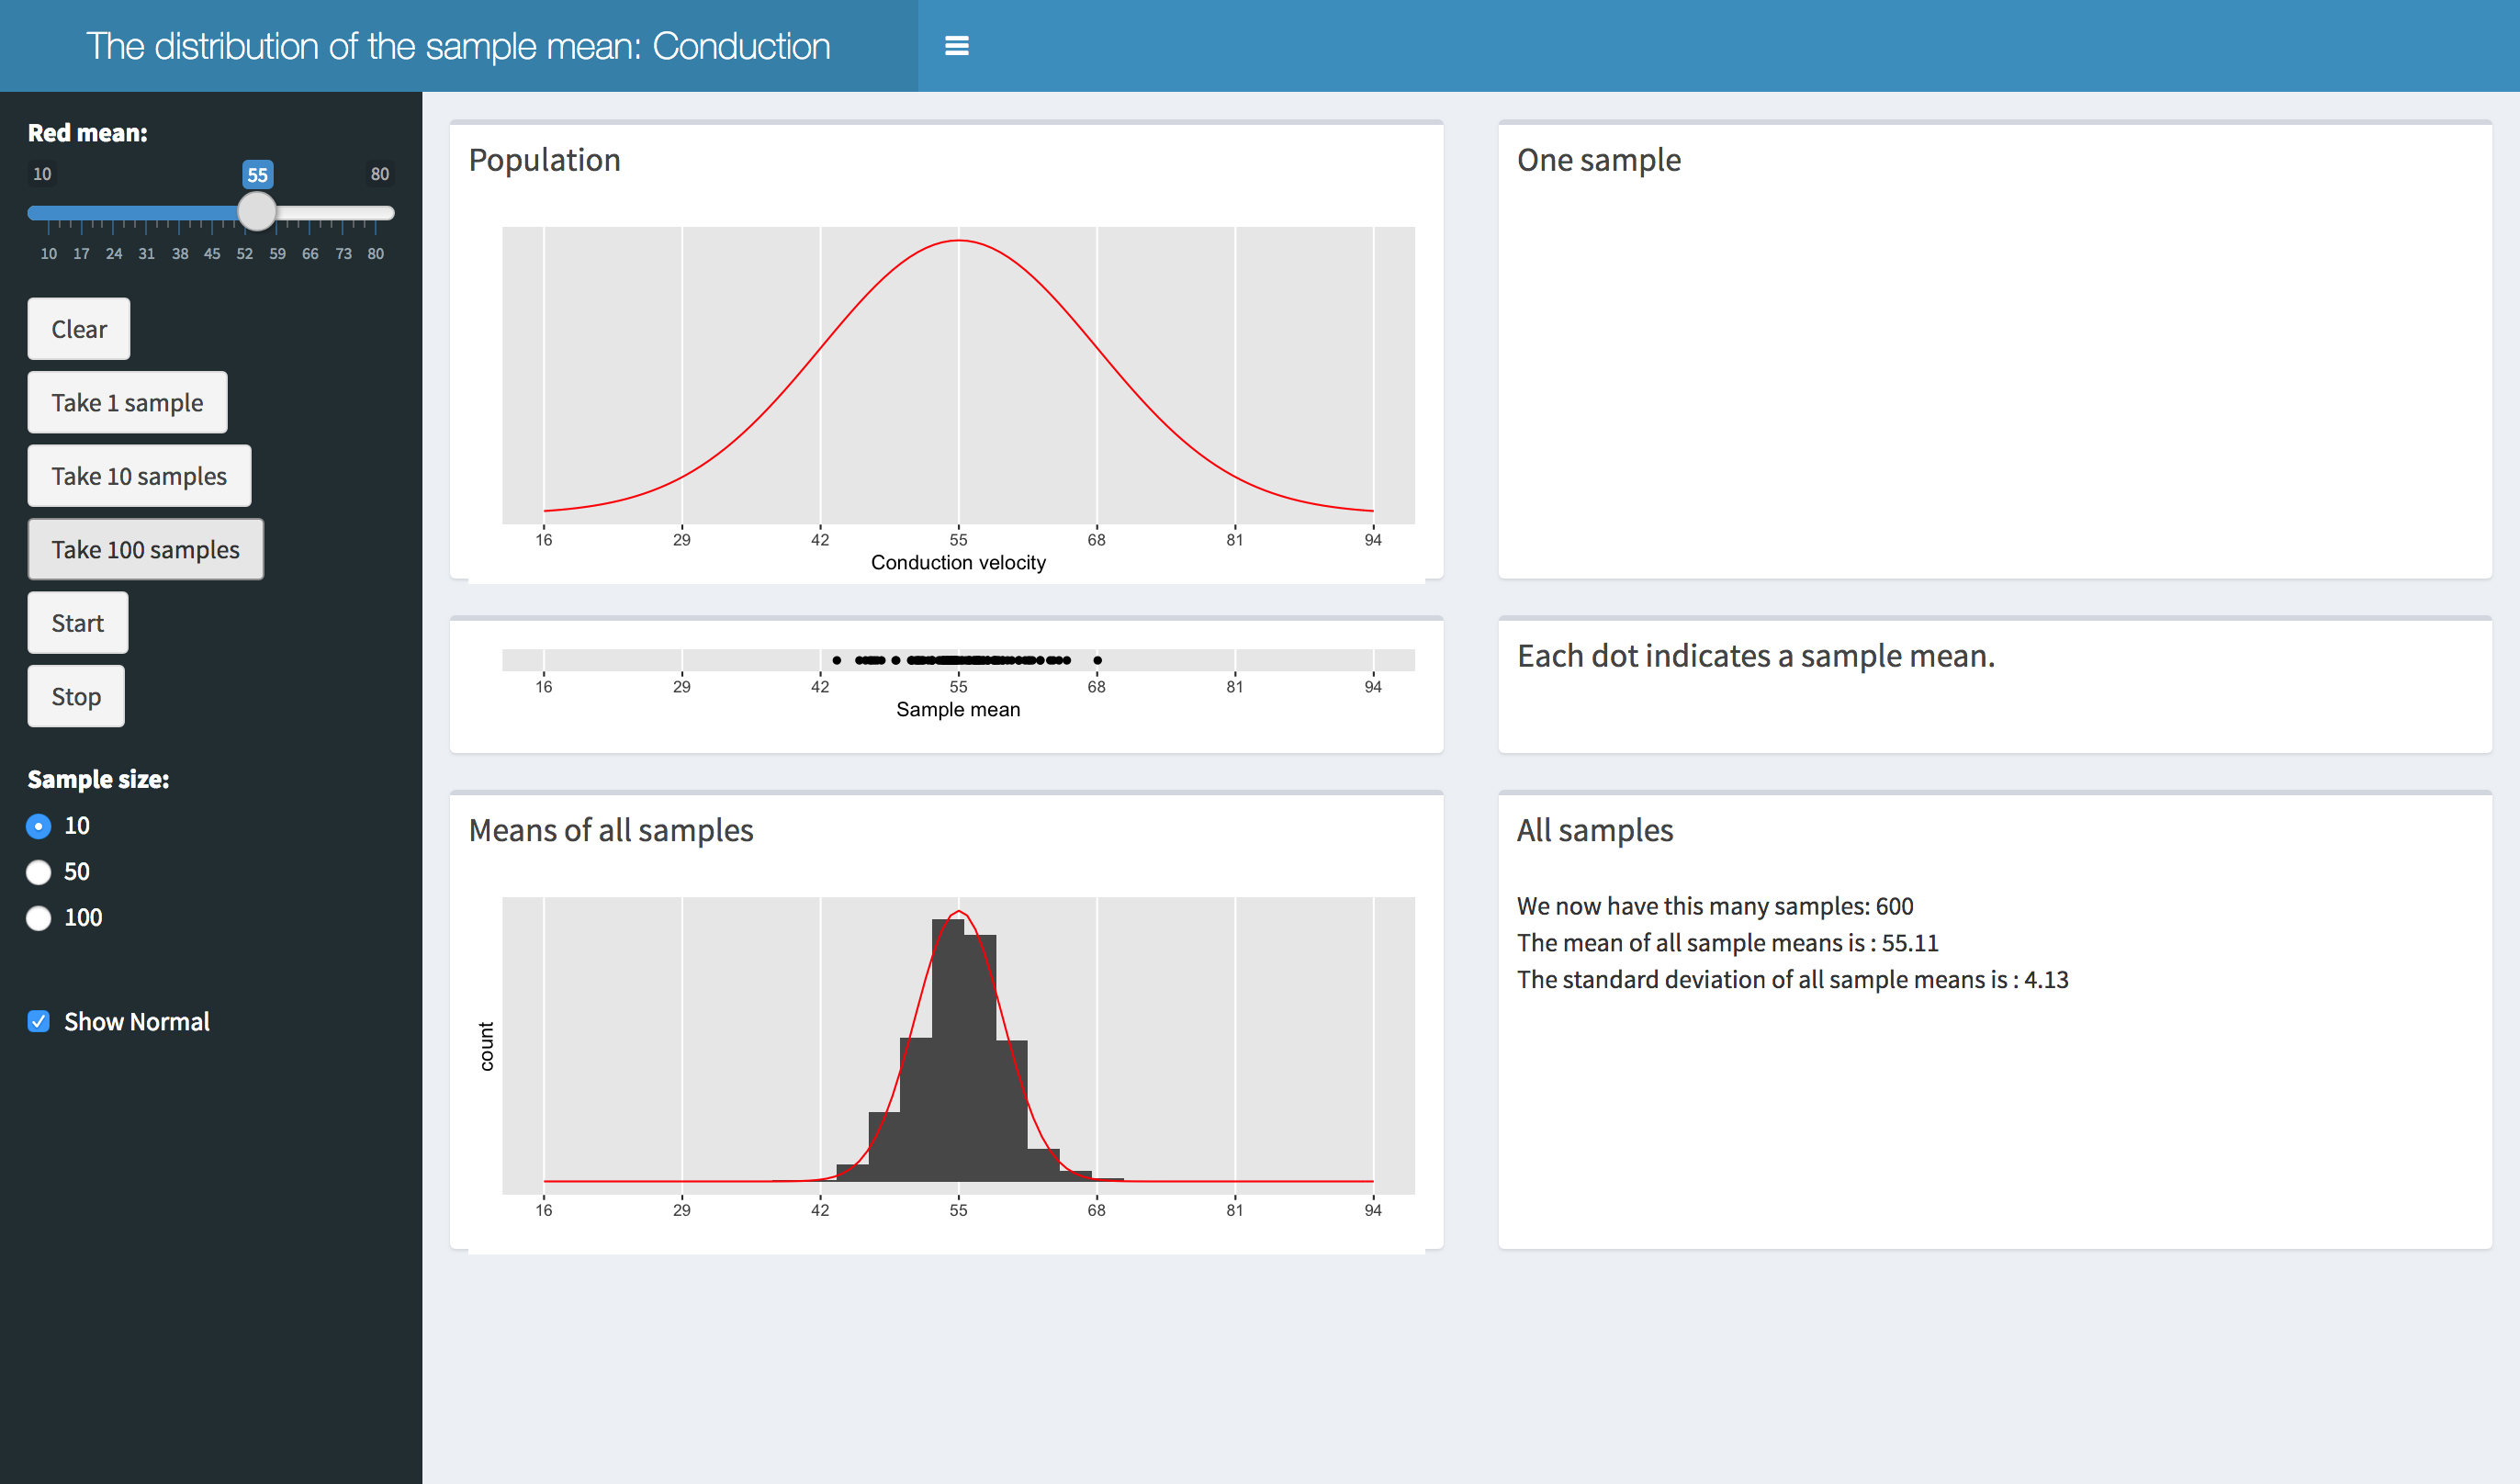 The distribution of the sample mean: Conduction
Red mean:
10 55 80
10 17 24 31 38 45 52 59 66 73 80
Clear
Take 1 sample
Take 10 samples
Take 100 samples
Start
Stop
Sample size:
10
50
100
Show Normal
Population
16 29 42 55 68 81 94
Conduction velocity
One sample
16 29 42 55 68 81 94
Sample mean
Each dot indicates a sample mean.
Means of all samples
count
16 29 42 55 68 81 94
All samples
We now have this many samples: 600
The mean of all sample means is : 55.11
The standard deviation of all sample means is : 4.13